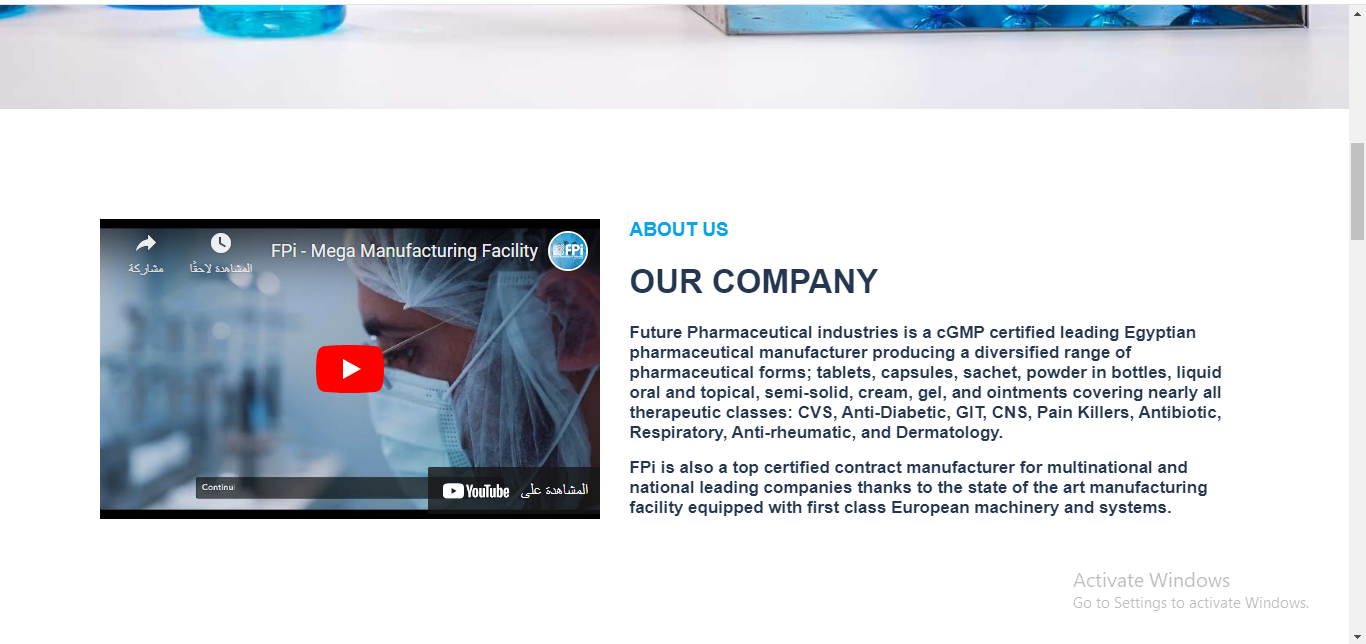 مشاركة
المشاهدة لاحقًا
FPi - Mega Manufacturing Facility
FPi
Continu
YouTube المشاهدة على
ABOUT US
OUR COMPANY
Future Pharmaceutical industries is a cGMP certified leading Egyptian
pharmaceutical manufacturer producing a diversified range of
pharmaceutical forms; tablets, capsules, sachet, powder in bottles, liquid
oral and topical, semi-solid, cream, gel, and ointments covering nearly all
therapeutic classes: CVS, Anti-Diabetic, GIT, CNS, Pain Killers, Antibiotic,
Respiratory, Anti-rheumatic, and Dermatology.
FPi is also a top certified contract manufacturer for multinational and
national leading companies thanks to the state of the art manufacturing
facility equipped with first class European machinery and systems.
Activate Windows
Go to Settings to activate Windows.